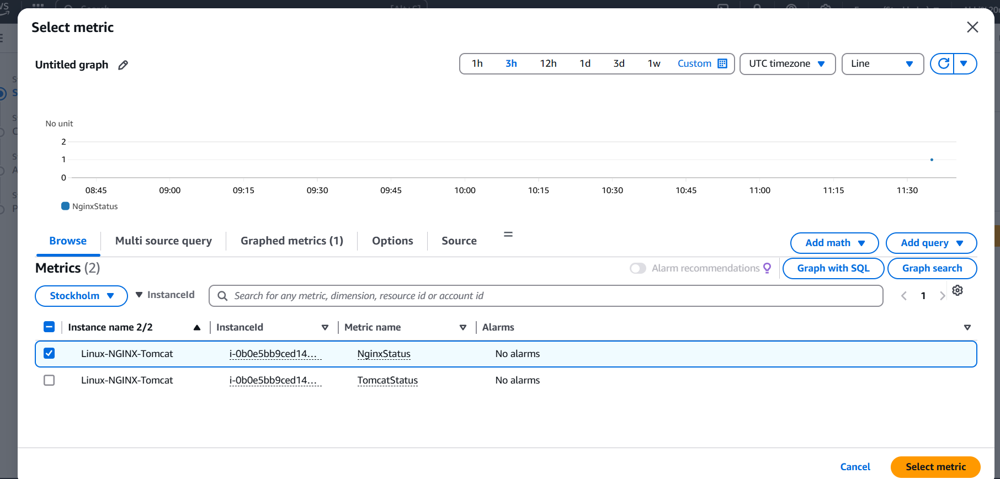 Select metric
Untitled graph
1h 3h 12h 1d 3d 1w Custom UTC timezone Line
No unit
2
1
0
08:45 09:00 09:15 09:30 09:45 10:00 10:15 10:30 10:45 11:00 11:15 11:30
NginxStatus
Browse Multi source query Graphed metrics (1) Options Source Add math Add query
Metrics (2) Alarm recommendations Graph with SQL Graph search
Stockholm InstanceId Search for any metric, dimension, resource id or account id 1
Instance name 2/2 InstanceId Metric name Alarms
Linux-NGINX-Tomcat i-0b0e5bb9ced14... NginxStatus No alarms
Linux-NGINX-Tomcat i-0b0e5bb9ced14... TomcatStatus No alarms
Cancel Select metric